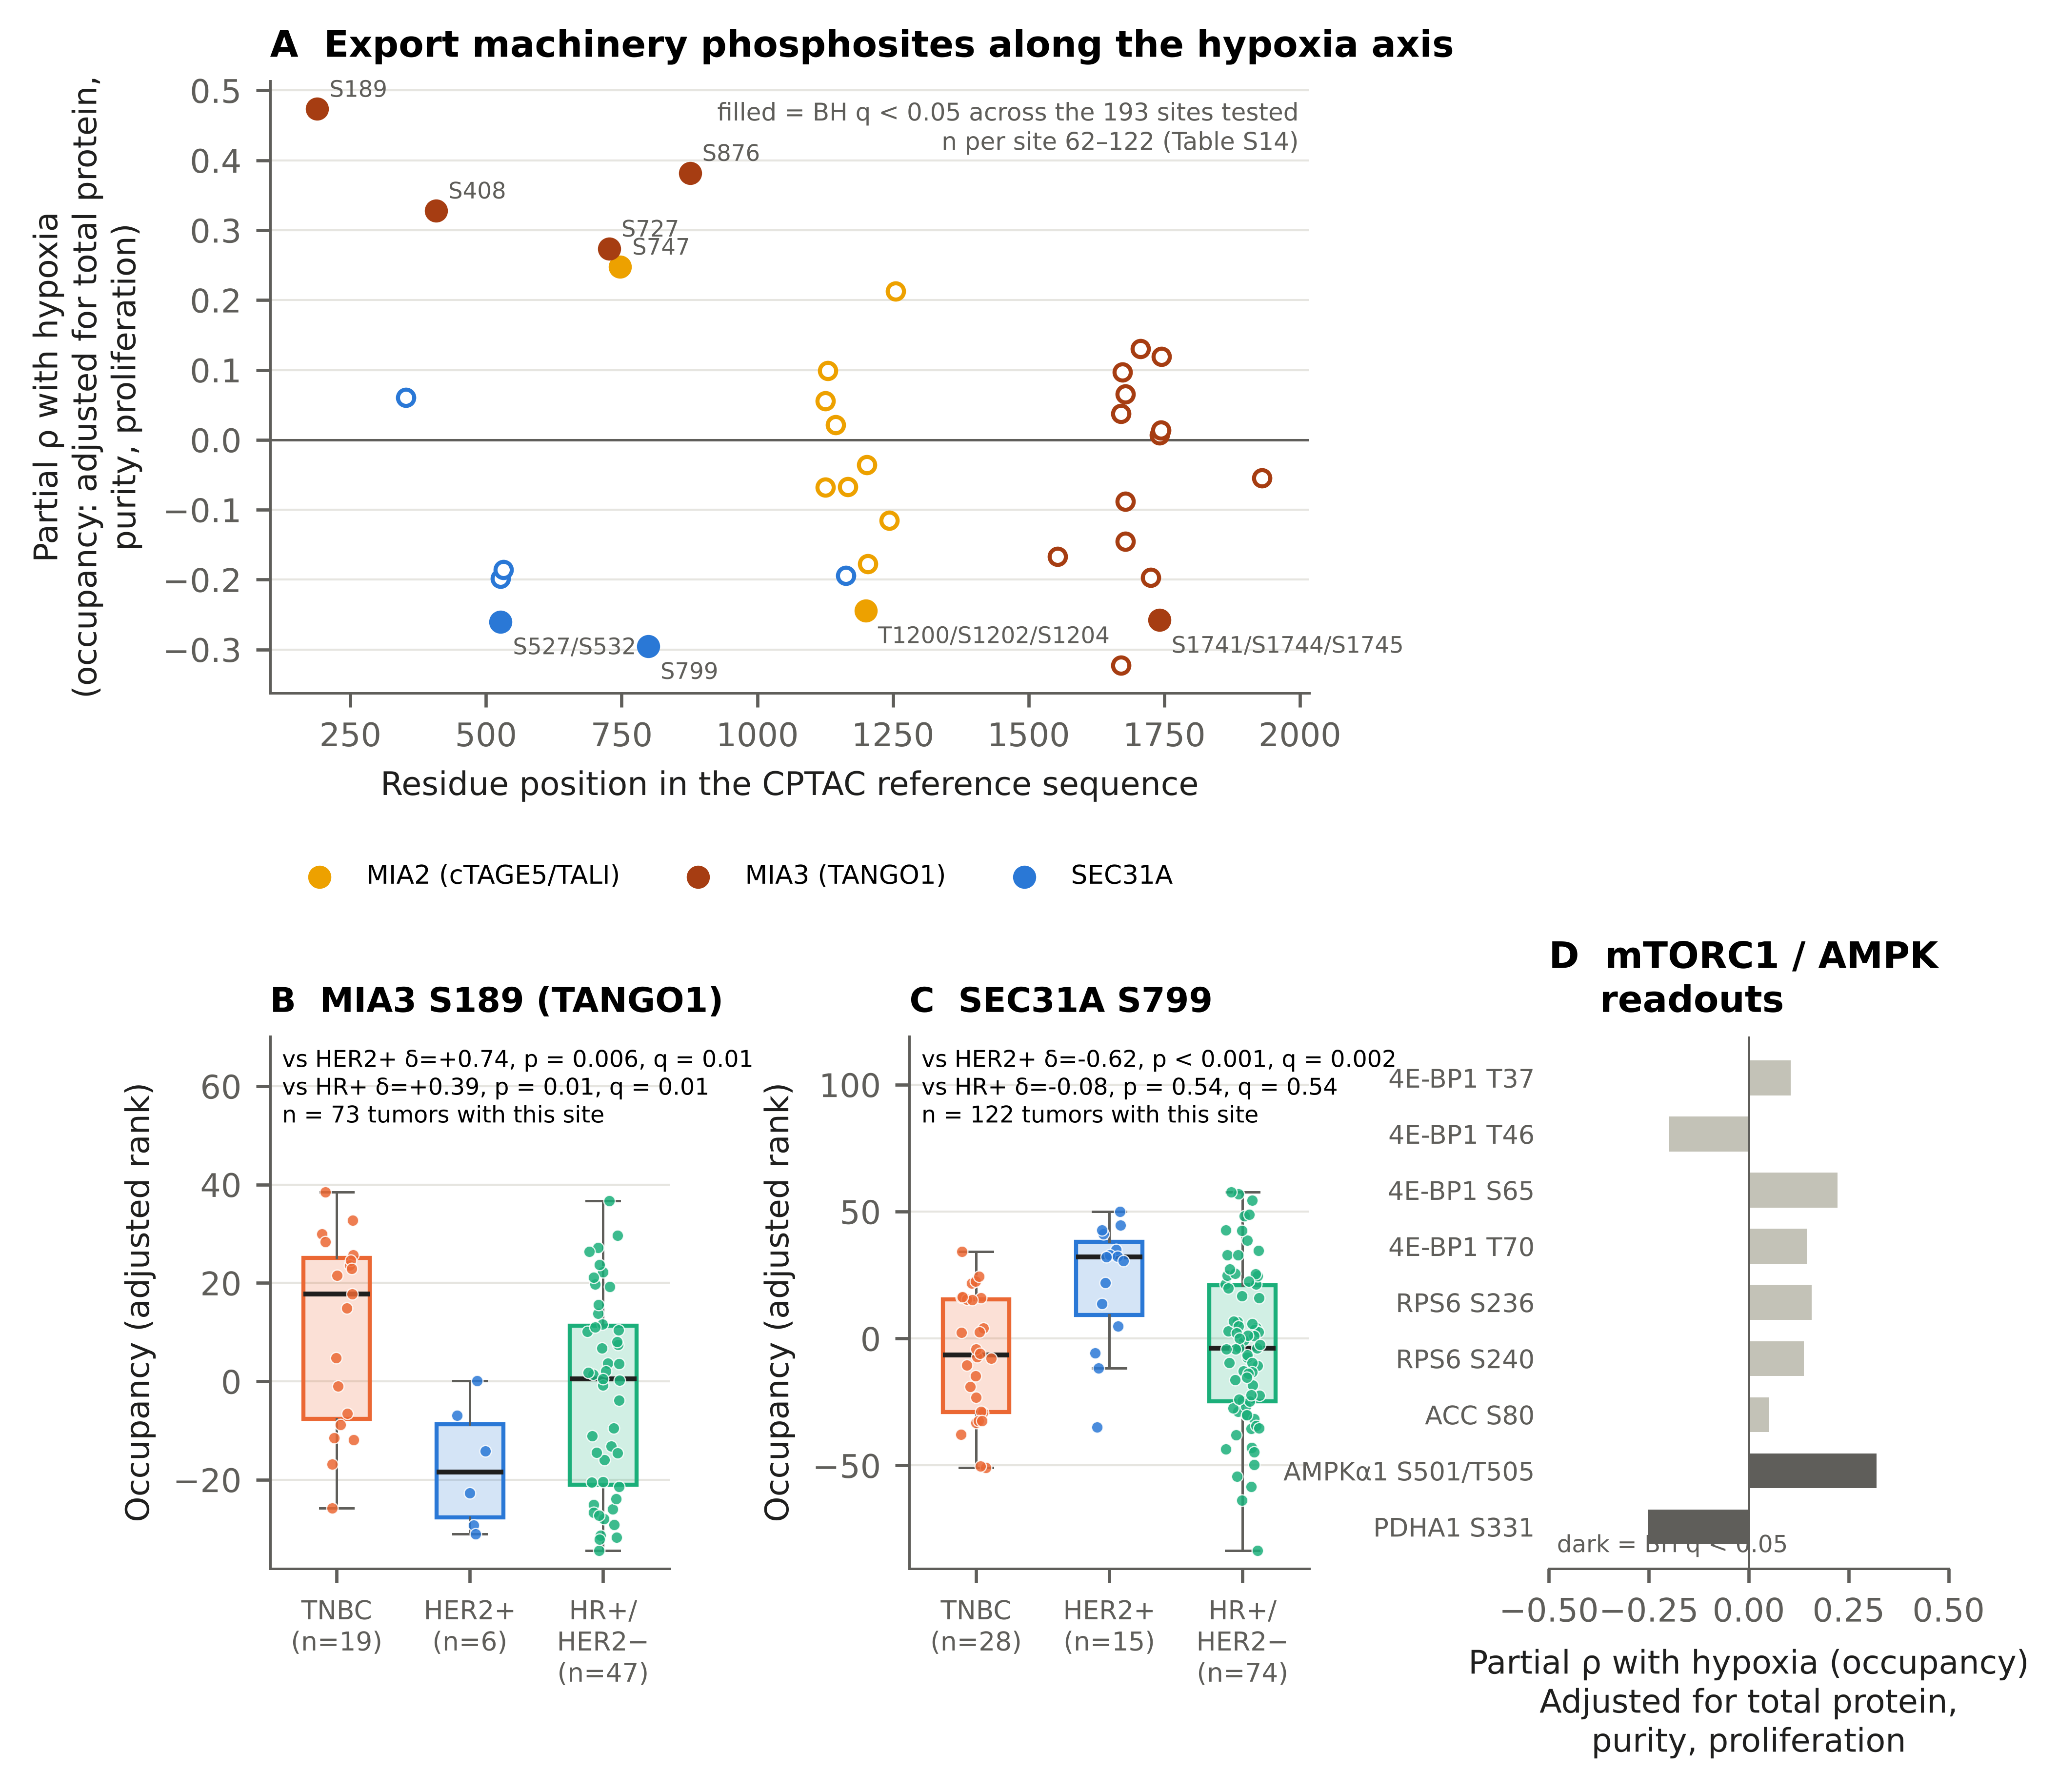 A  Export machinery phosphosites along the hypoxia axis
Partial ρ with hypoxia
(occupancy: adjusted for total protein,
purity, proliferation)
0.5
0.4
0.3
0.2
0.1
0.0
−0.1
−0.2
−0.3
filled = BH q < 0.05 across the 193 sites tested
n per site 62–122 (Table S14)
S189
S876
S408
S727
S747
S527/S532
S799
T1200/S1202/S1204
S1741/S1744/S1745
250
500
750
1000
1250
1500
1750
2000
Residue position in the CPTAC reference sequence
MIA2 (cTAGE5/TALI)
MIA3 (TANGO1)
SEC31A
B  MIA3 S189 (TANGO1)
Occupancy (adjusted rank)
vs HER2+ δ=+0.74, p = 0.006, q = 0.01
vs HR+ δ=+0.39, p = 0.01, q = 0.01
n = 73 tumors with this site
60
40
20
0
−20
TNBC
(n=19)
HER2+
(n=6)
HR+/
HER2−
(n=47)
C  SEC31A S799
Occupancy (adjusted rank)
vs HER2+ δ=-0.62, p < 0.001, q = 0.002
vs HR+ δ=-0.08, p = 0.54, q = 0.54
n = 122 tumors with this site
100
50
0
−50
TNBC
(n=28)
HER2+
(n=15)
HR+/
HER2−
(n=74)
D  mTORC1 / AMPK
readouts
4E-BP1 T37
4E-BP1 T46
4E-BP1 S65
4E-BP1 T70
RPS6 S236
RPS6 S240
ACC S80
AMPKα1 S501/T505
PDHA1 S331
dark = BH q < 0.05
−0.50
−0.25
0.00
0.25
0.50
Partial ρ with hypoxia (occupancy)
Adjusted for total protein,
purity, proliferation